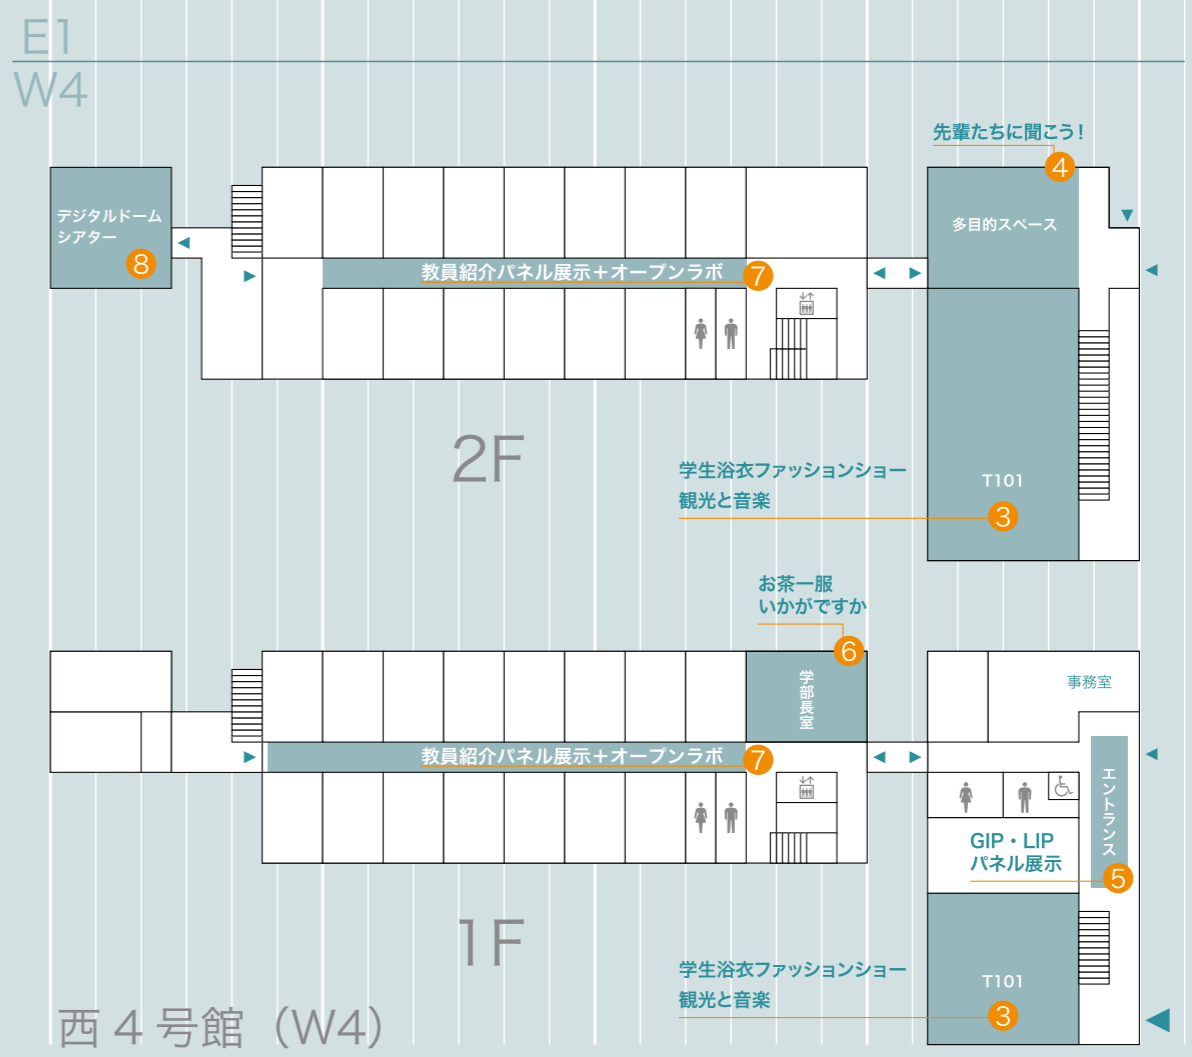 E1
W4
先輩たちに聞こう!
4
デジタルドーム
シアター
8
多目的スペース
教員紹介パネル展示+オープンラボ
7
2F
学生浴衣ファッションショー
観光と音楽
T101
3
お茶一服
いかがですか
6
学部長室
事務室
教員紹介パネル展示+オープンラボ
7
エントランス
GIP・LIP
パネル展示
5
1F
学生浴衣ファッションショー
観光と音楽
T101
3
西4号館(W4)